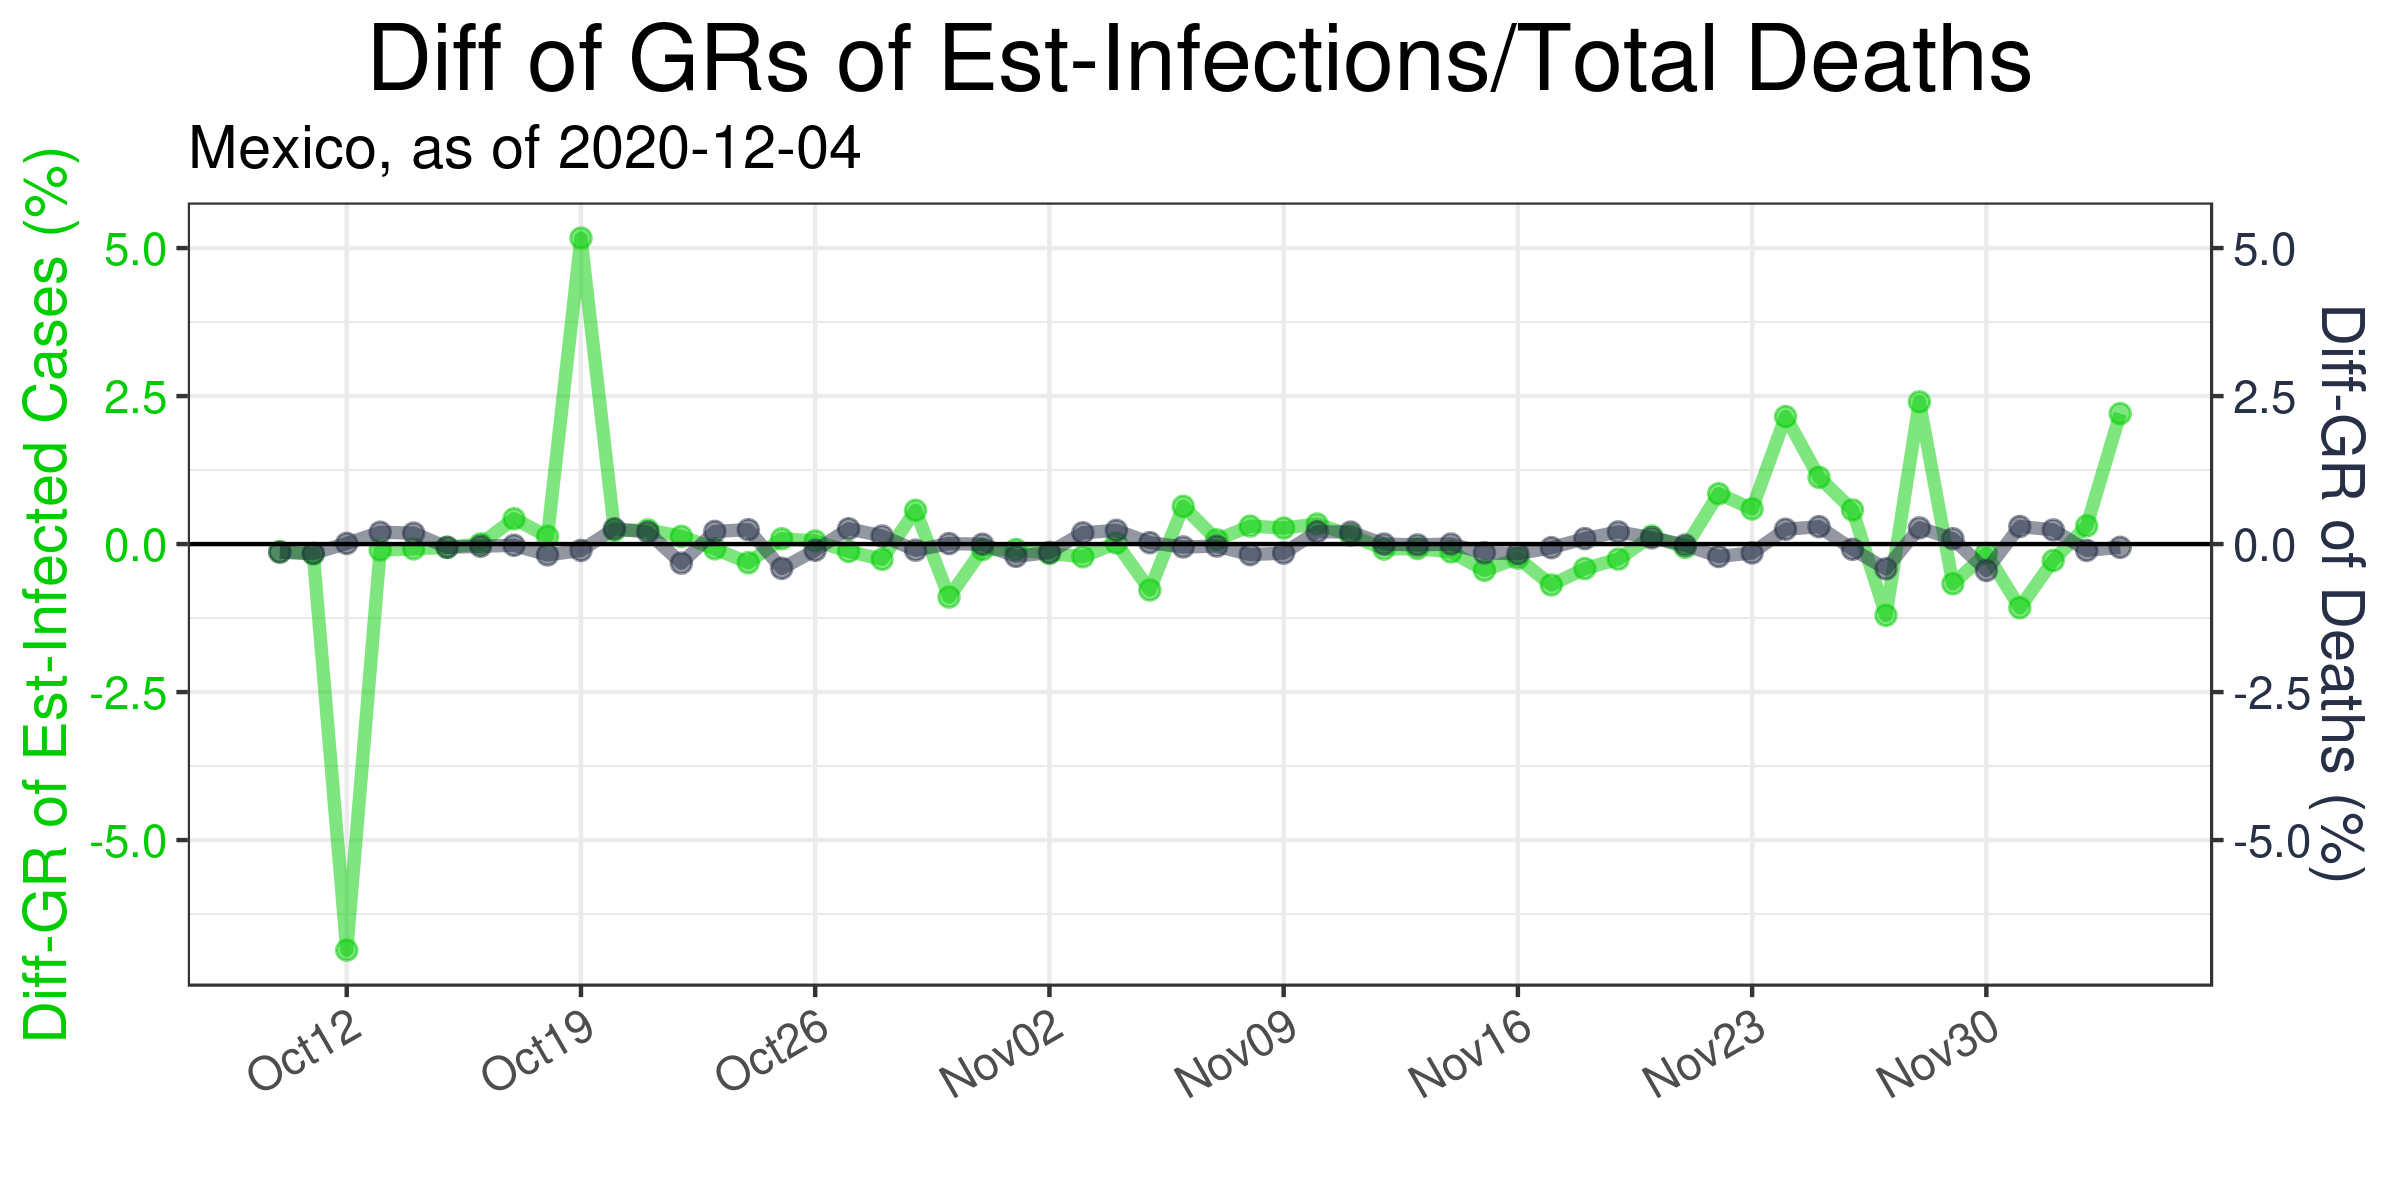 Diff of GRs of Est-Infections/Total Deaths
Mexico, as of 2020-12-04
Diff-GR of Est-Infected Cases (%)
5.0
2.5
0.0
-2.5
-5.0
5.0
2.5
0.0
-2.5
-5.0
Diff-GR of Deaths (%)
Oct12
Oct19
Oct26
Nov02
Nov09
Nov16
Nov23
Nov30